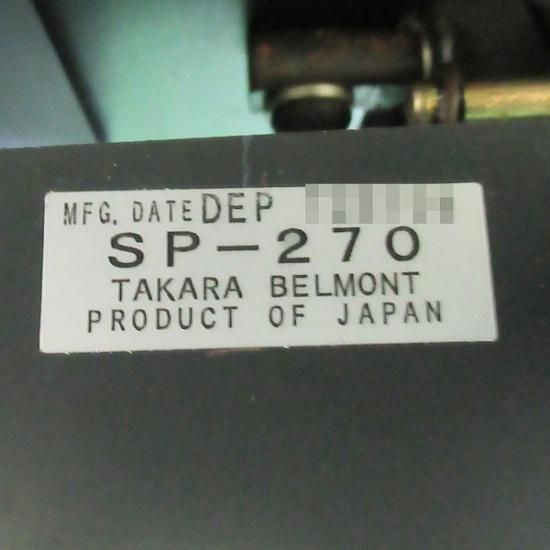 MFG. DATE DEP
SP-270
TAKARA BELMONT
PRODUCT OF JAPAN